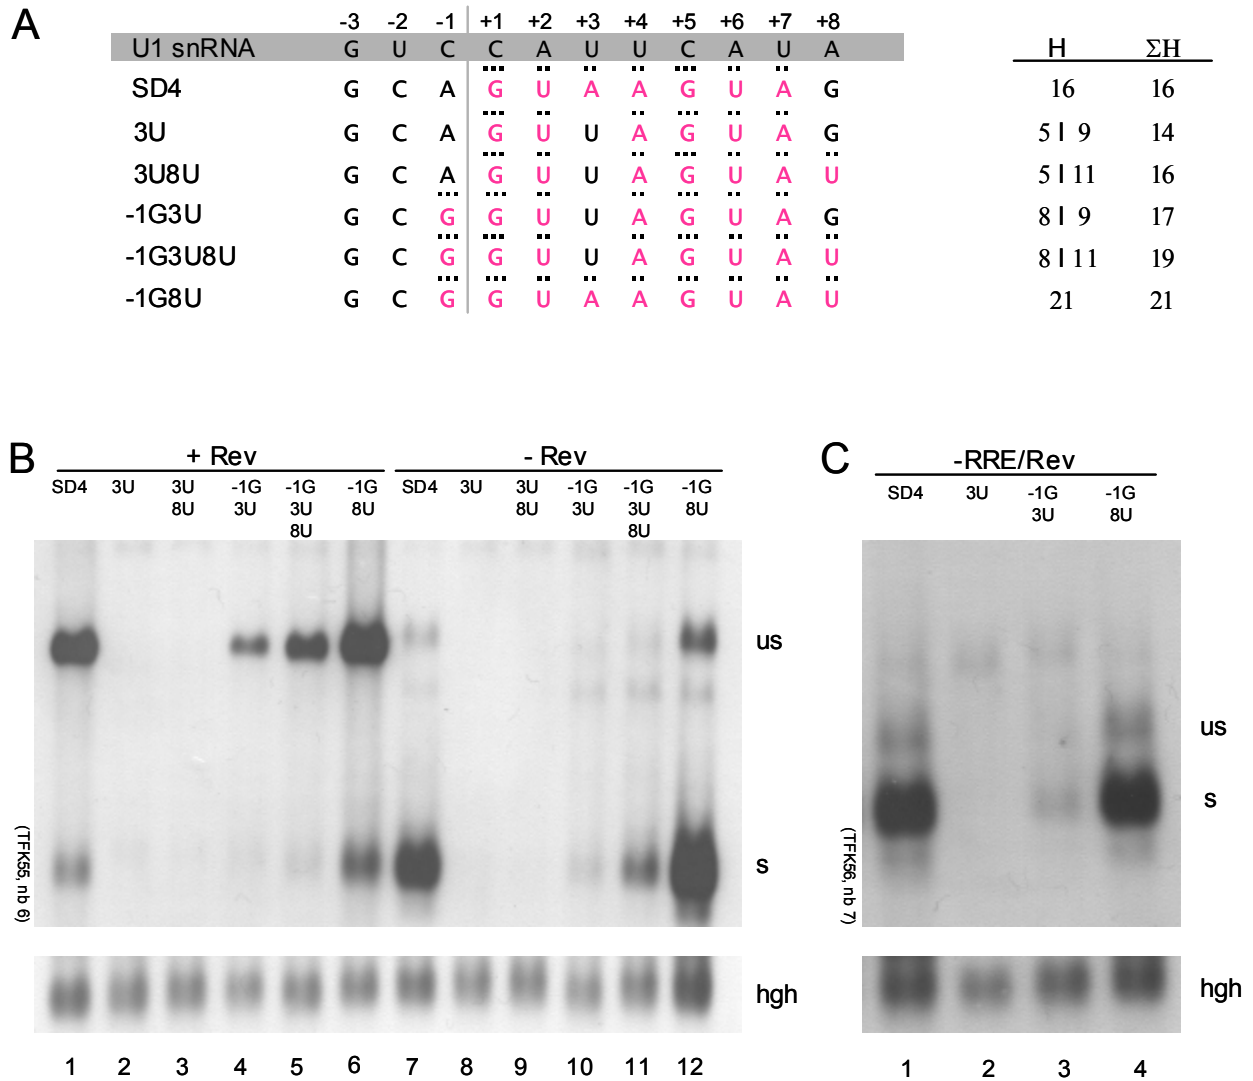 A
-3 -2 -1 +1 +2 +3 +4 +5 +6 +7 +8
U1 snRNA G U C C A U U C A U A H ΣH
SD4 G C A G U A A G U A G 16 16
3U G C A G U U A G U A G 5 | 9 14
3U8U G C A G U U A G U A U 5 | 11 16
-1G3U G C G G U U A G U A G 8 | 9 17
-1G3U8U G C G G U U A G U A U 8 | 11 19
-1G8U G C G G U A A G U A U 21 21
B
+ Rev - Rev
SD4 3U 3U 8U -1G 3U -1G 3U 8U -1G 8U SD4 3U 3U 8U -1G 3U -1G 3U 8U -1G 8U
us
s
(TFK55, nb 6)
hgh
1 2 3 4 5 6 7 8 9 10 11 12
C
-RRE/Rev
SD4 3U -1G 3U -1G 8U
us
s
(TFK56, nb 7)
hgh
1 2 3 4